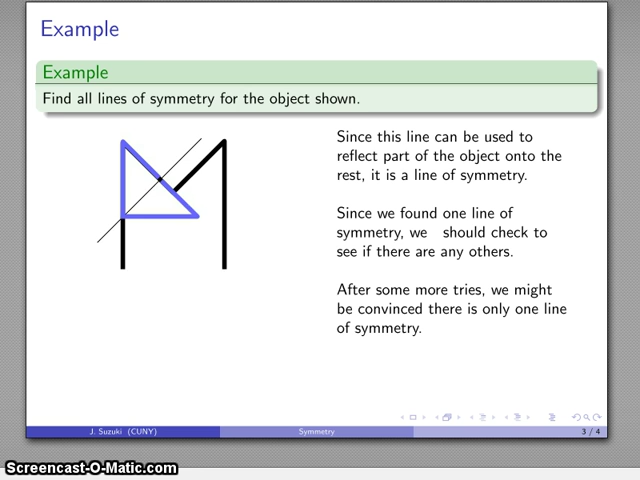 Example
Example
Find all lines of symmetry for the object shown.
Since this line can be used to
reflect part of the object onto the
rest, it is a line of symmetry.
Since we found one line of
symmetry, we should check to
see if there are any others.
After some more tries, we might
be convinced there is only one line
of symmetry.
J. Suzuki (CUNY)
Symmetry
3 / 4
Screencast-O-Matic.com